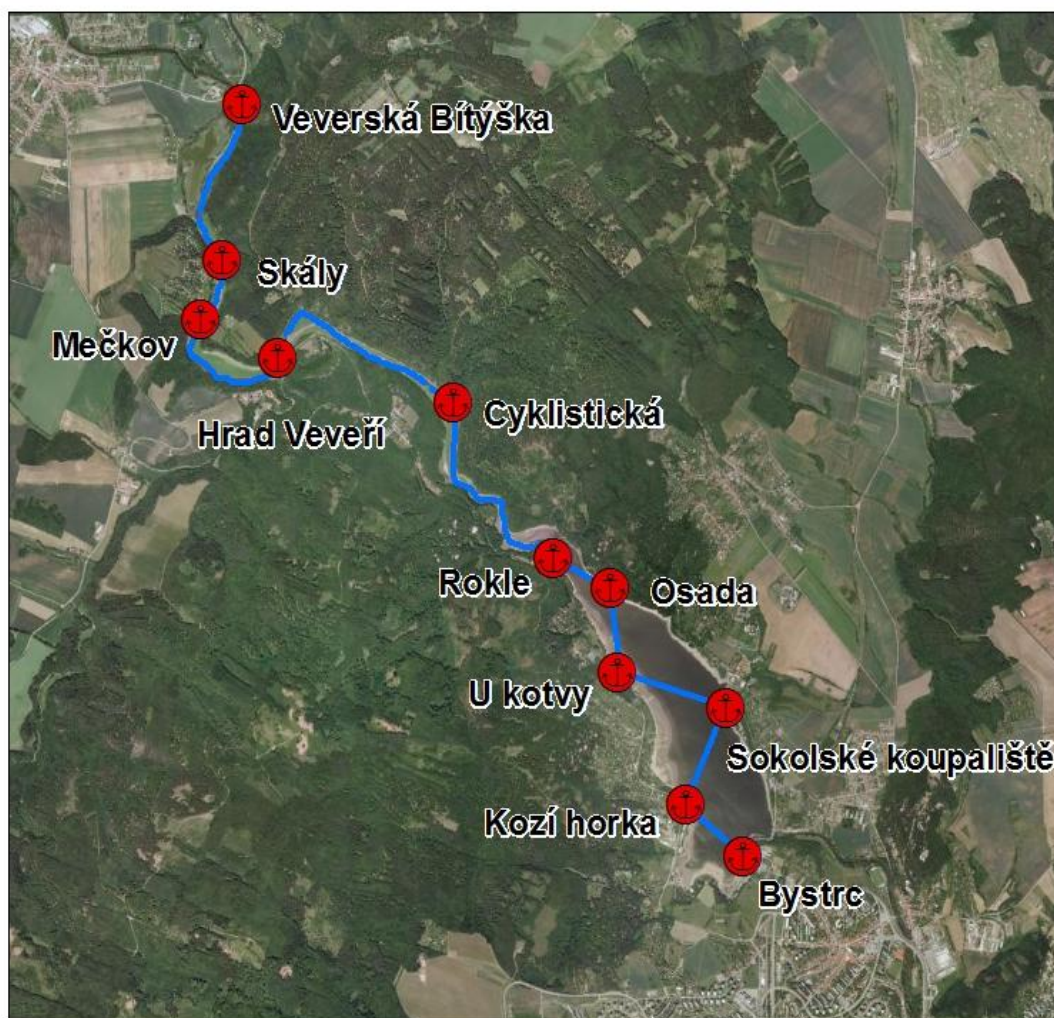 Veverská Bítýška
Skály
Mečkov
Hrad Veveří
Cyklistická
Rokle
Osada
U kotvy
Sokolské koupaliště
Kozí horka
Bystrc